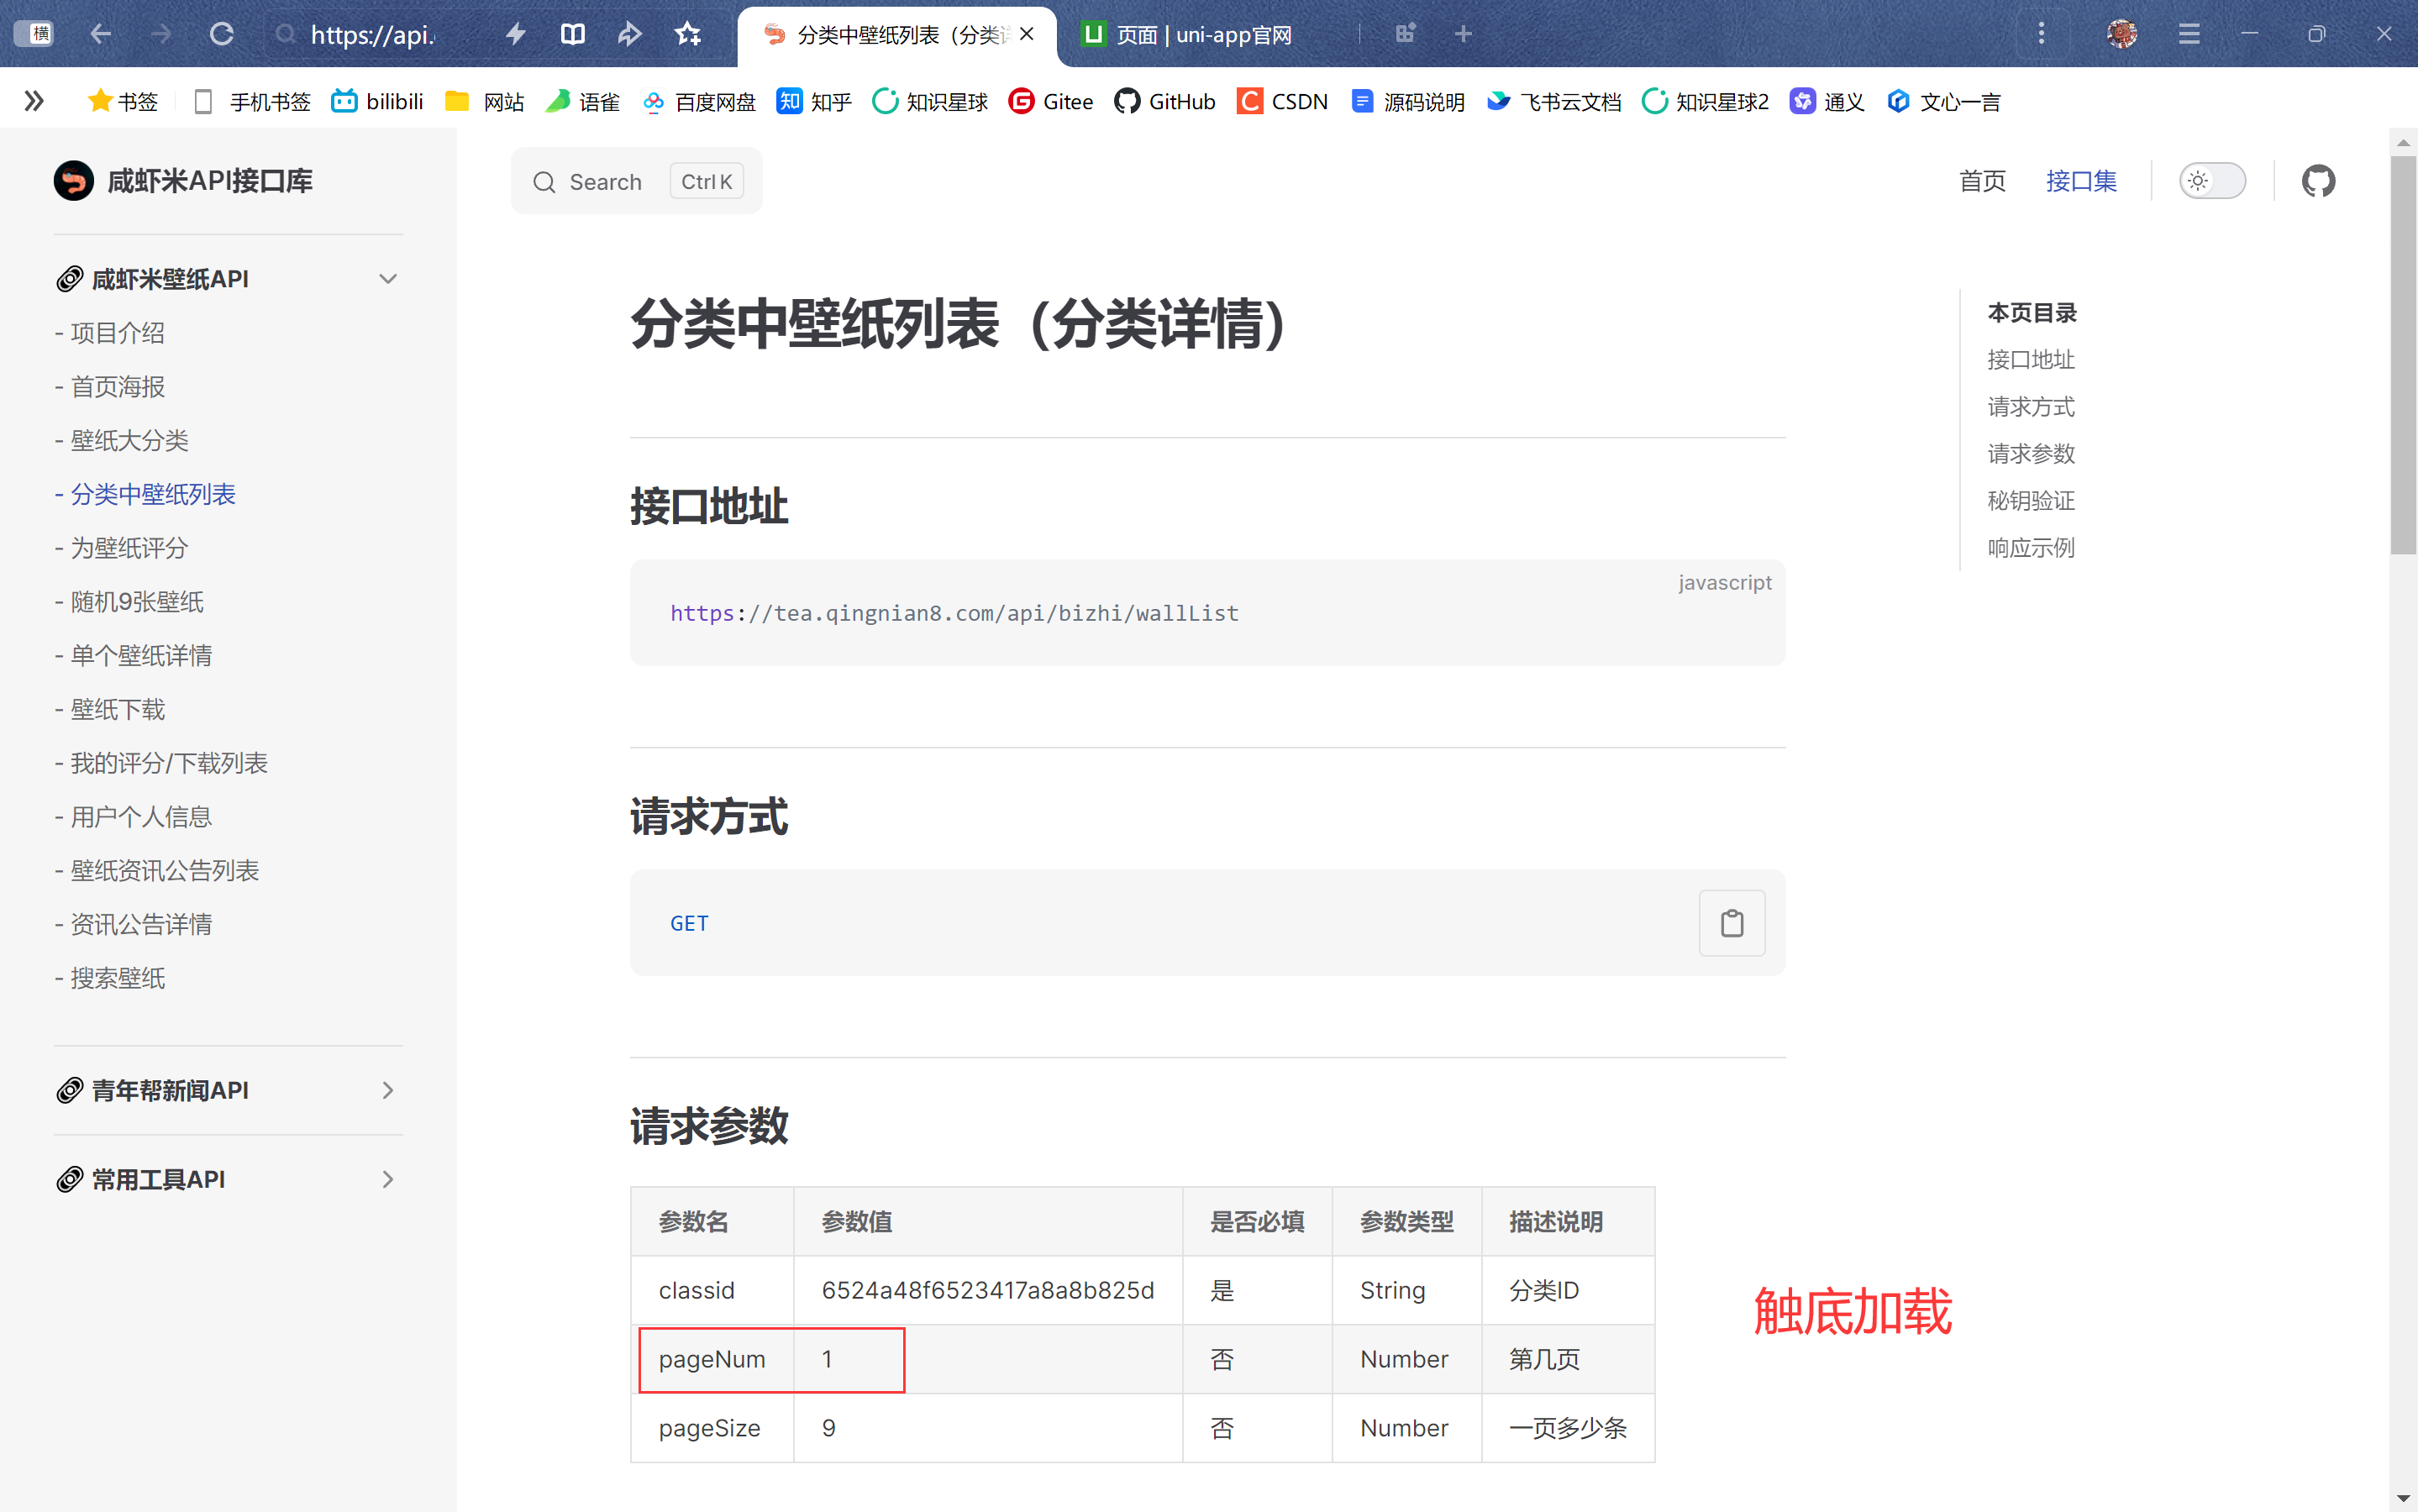 横
https://api.
分类中壁纸列表（分类详
页面 | uni-app官网
书签
手机书签
bilibili
网站
语雀
百度网盘
知 知乎
知识星球
Gitee
GitHub
CSDN
源码说明
飞书云文档
知识星球2
通义
文心一言
咸虾米API接口库
Search
Ctrl K
首页
接口集
咸虾米壁纸API
- 项目介绍
- 首页海报
- 壁纸大分类
- 分类中壁纸列表
- 为壁纸评分
- 随机9张壁纸
- 单个壁纸详情
- 壁纸下载
- 我的评分/下载列表
- 用户个人信息
- 壁纸资讯公告列表
- 资讯公告详情
- 搜索壁纸
青年帮新闻API
常用工具API
分类中壁纸列表（分类详情）
接口地址
javascript
https://tea.qingnian8.com/api/bizhi/wallList
请求方式
GET
请求参数
参数名 参数值 是否必填 参数类型 描述说明
classid 6524a48f6523417a8a8b825d 是 String 分类ID
pageNum 1 否 Number 第几页
pageSize 9 否 Number 一页多少条
触底加载
本页目录
接口地址
请求方式
请求参数
秘钥验证
响应示例